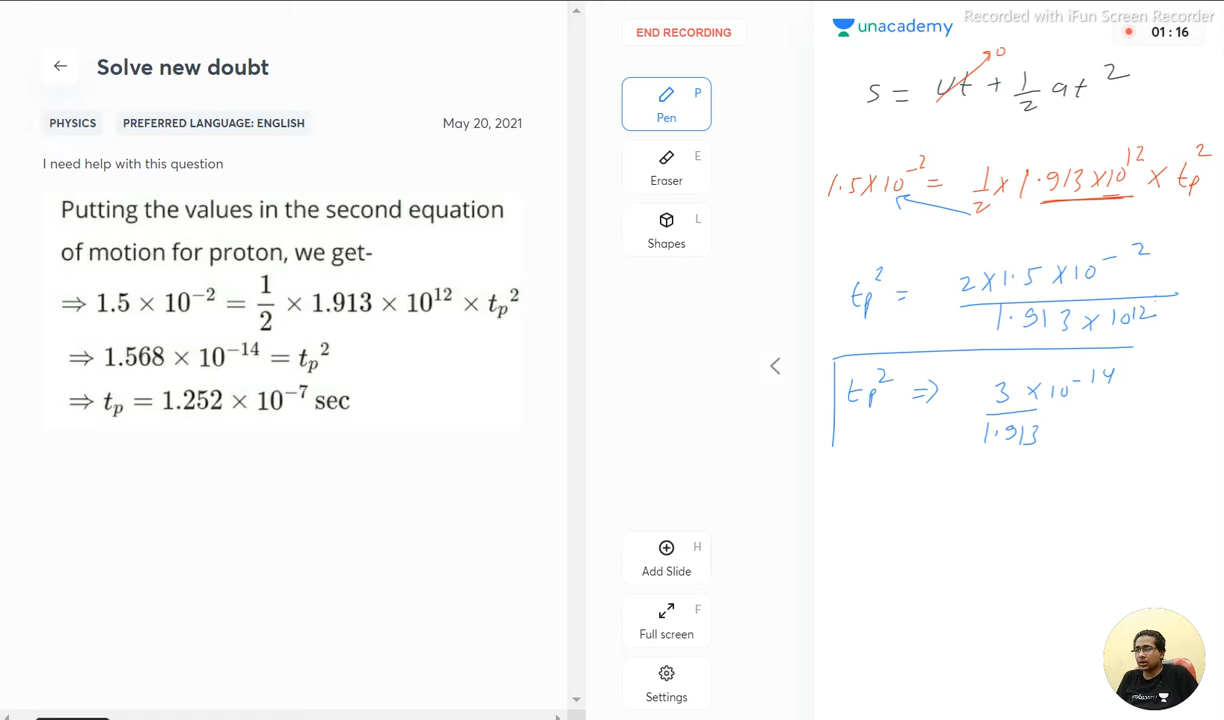 Recorded with iFun Screen Recorder
END RECORDING
unacademy
01 : 16
← Solve new doubt
PHYSICS
PREFERRED LANGUAGE: ENGLISH
May 20, 2021
I need help with this question
Putting the values in the second equation
of motion for proton, we get-
⇒ 1.5 × 10⁻² = 1/2 × 1.913 × 10¹² × tₚ²
⇒ 1.568 × 10⁻¹⁴ = tₚ²
⇒ tₚ = 1.252 × 10⁻⁷ sec
P
Pen
E
Eraser
L
Shapes
H
Add Slide
F
Full screen
Settings
s = ut + 1/2 at²
0
1.5 × 10⁻² = 1/2 × 1.913 × 10¹² × tₚ²
tₚ² = 2 × 1.5 × 10⁻² / 1.913 × 10¹²
tₚ² ⇒ 3/1.913 × 10⁻¹⁴